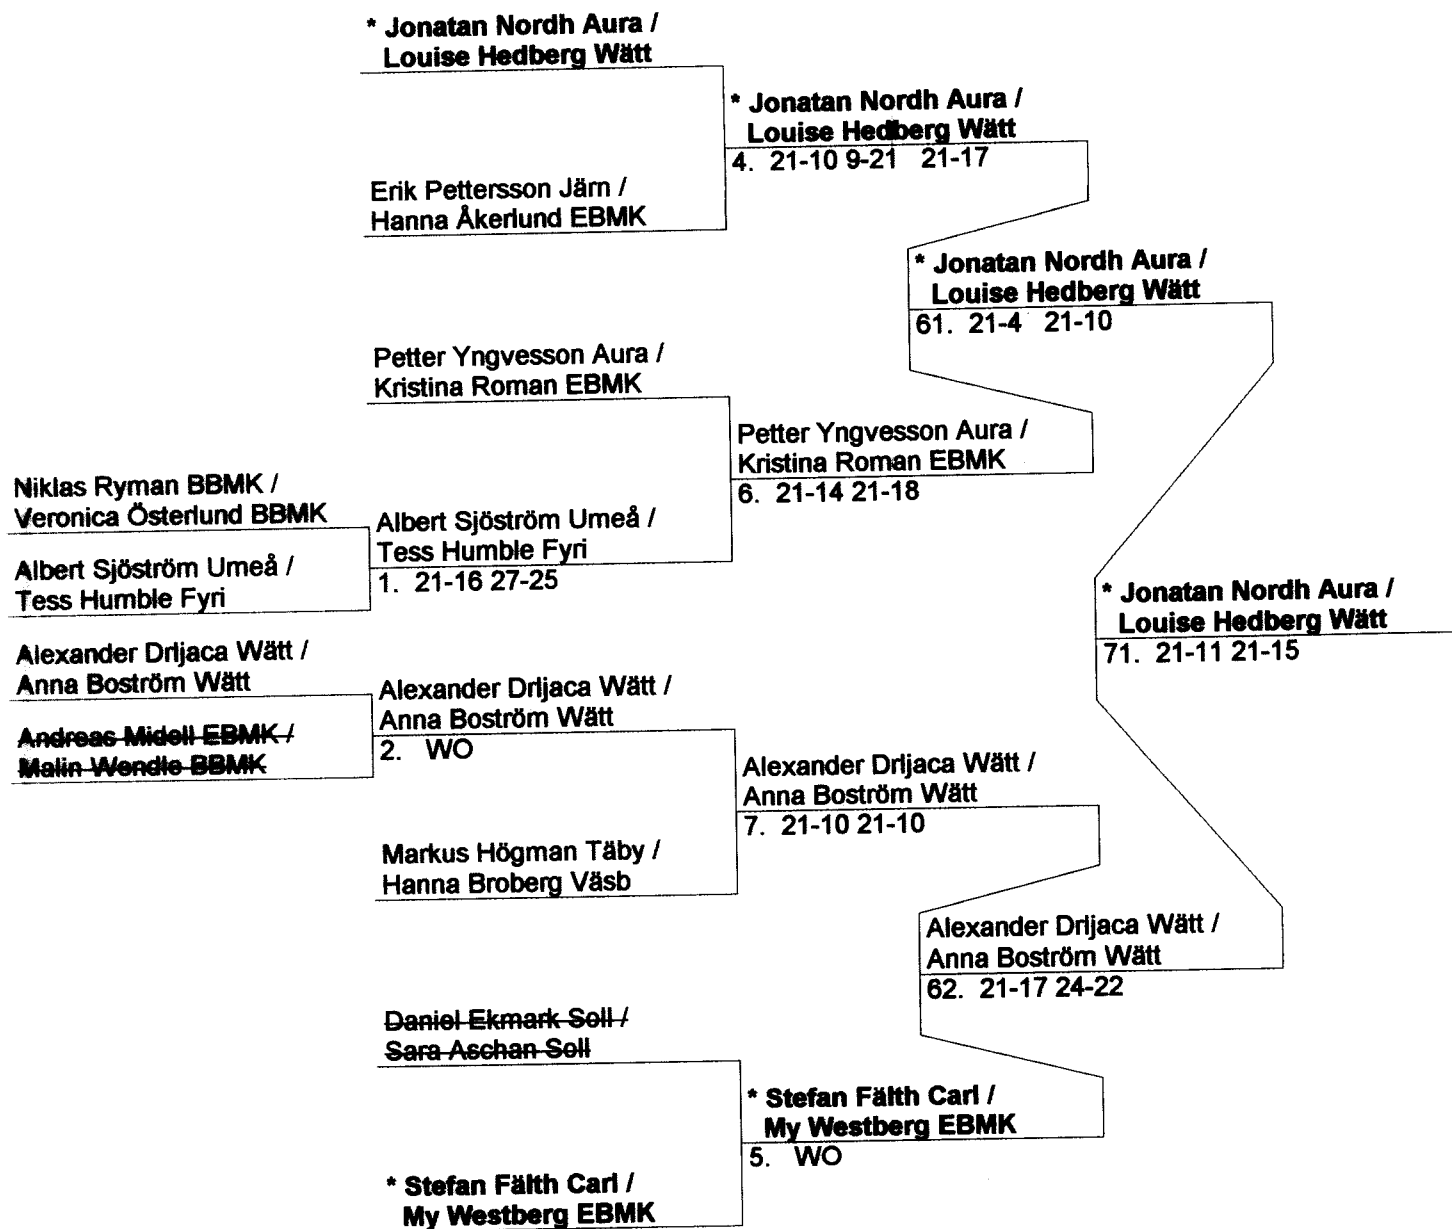 * Jonatan Nordh Aura /
Louise Hedberg Wätt
* Jonatan Nordh Aura /
Louise Hedberg Wätt
4. 21-10 9-21 21-17
Erik Pettersson Järn /
Hanna Åkerlund EBMK
* Jonatan Nordh Aura /
Louise Hedberg Wätt
61. 21-4 21-10
Petter Yngvesson Aura /
Kristina Roman EBMK
Petter Yngvesson Aura /
Kristina Roman EBMK
6. 21-14 21-18
Niklas Ryman BBMK /
Veronica Österlund BBMK
Albert Sjöström Umeå /
Tess Humble Fyri
1. 21-16 27-25
Albert Sjöström Umeå /
Tess Humble Fyri
* Jonatan Nordh Aura /
Louise Hedberg Wätt
71. 21-11 21-15
Alexander Drljaca Wätt /
Anna Boström Wätt
Alexander Drljaca Wätt /
Anna Boström Wätt
2. WO
Andreas Midell EBMK /
Malin Wendle BBMK
Alexander Drljaca Wätt /
Anna Boström Wätt
7. 21-10 21-10
Markus Högman Täby /
Hanna Broberg Väsb
Alexander Drljaca Wätt /
Anna Boström Wätt
62. 21-17 24-22
Daniel Ekmark Soll /
Sara Aschan Soll
* Stefan Fälth Carl /
My Westberg EBMK
5. WO
* Stefan Fälth Carl /
My Westberg EBMK